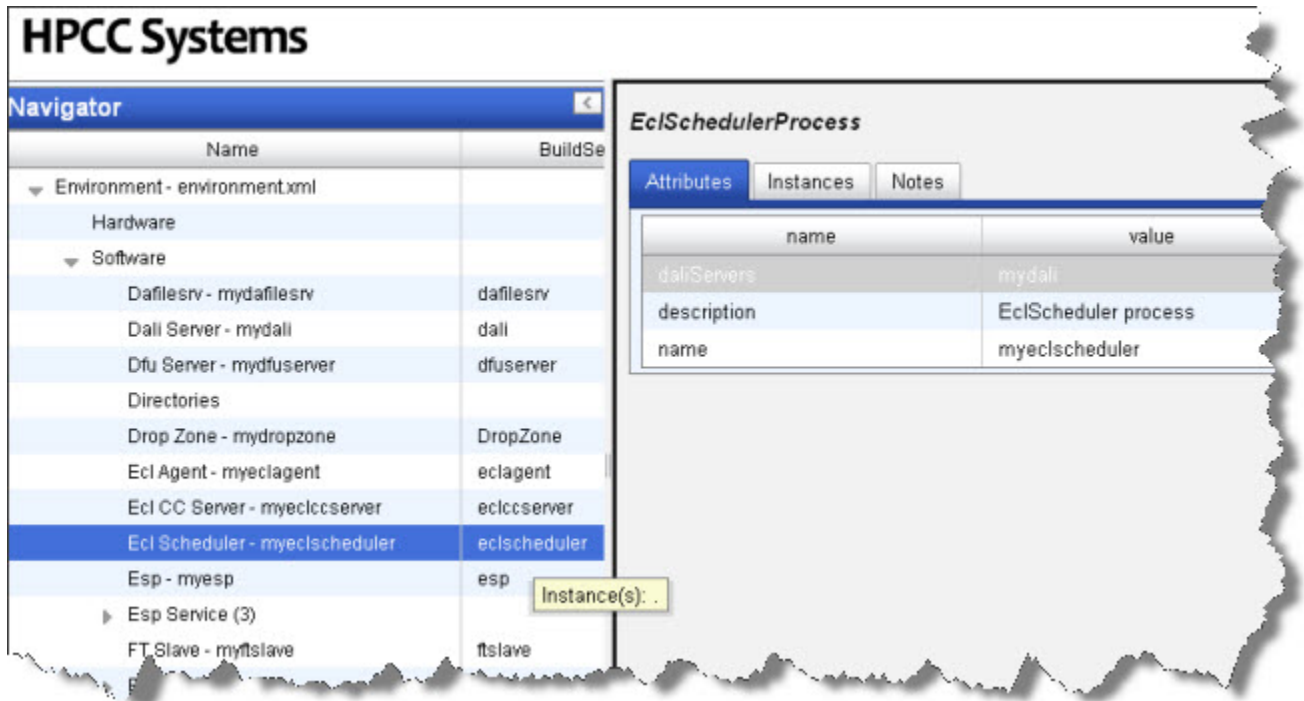 HPCC Systems
Navigator
Name BuildSe
Environment - environment.xml
Hardware
Software
Dafilesrv - mydafilesrv dafilesrv
Dali Server - mydali dali
Dfu Server - mydfuserver dfuserver
Directories
Drop Zone - mydropzone DropZone
Ecl Agent - myeclagent eclagent
Ecl CC Server - myeclccserver eclccserver
Ecl Scheduler - myeclscheduler eclscheduler
Esp - myesp esp
Instance(s): .
Esp Service (3)
FT Slave - myftslave ftslave
EclSchedulerProcess
Attributes Instances Notes
name value
daliServers mydali
description EclScheduler process
name myeclscheduler